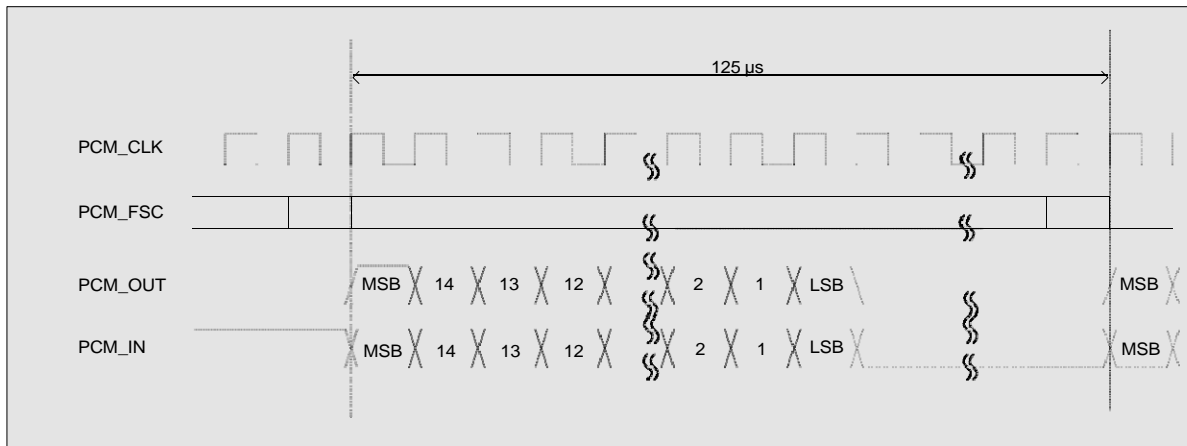 125 µs
PCM_CLK
PCM_FSC
PCM_OUT MSB 14 13 12 2 1 LSB MSB
PCM_IN MSB 14 13 12 2 1 LSB MSB